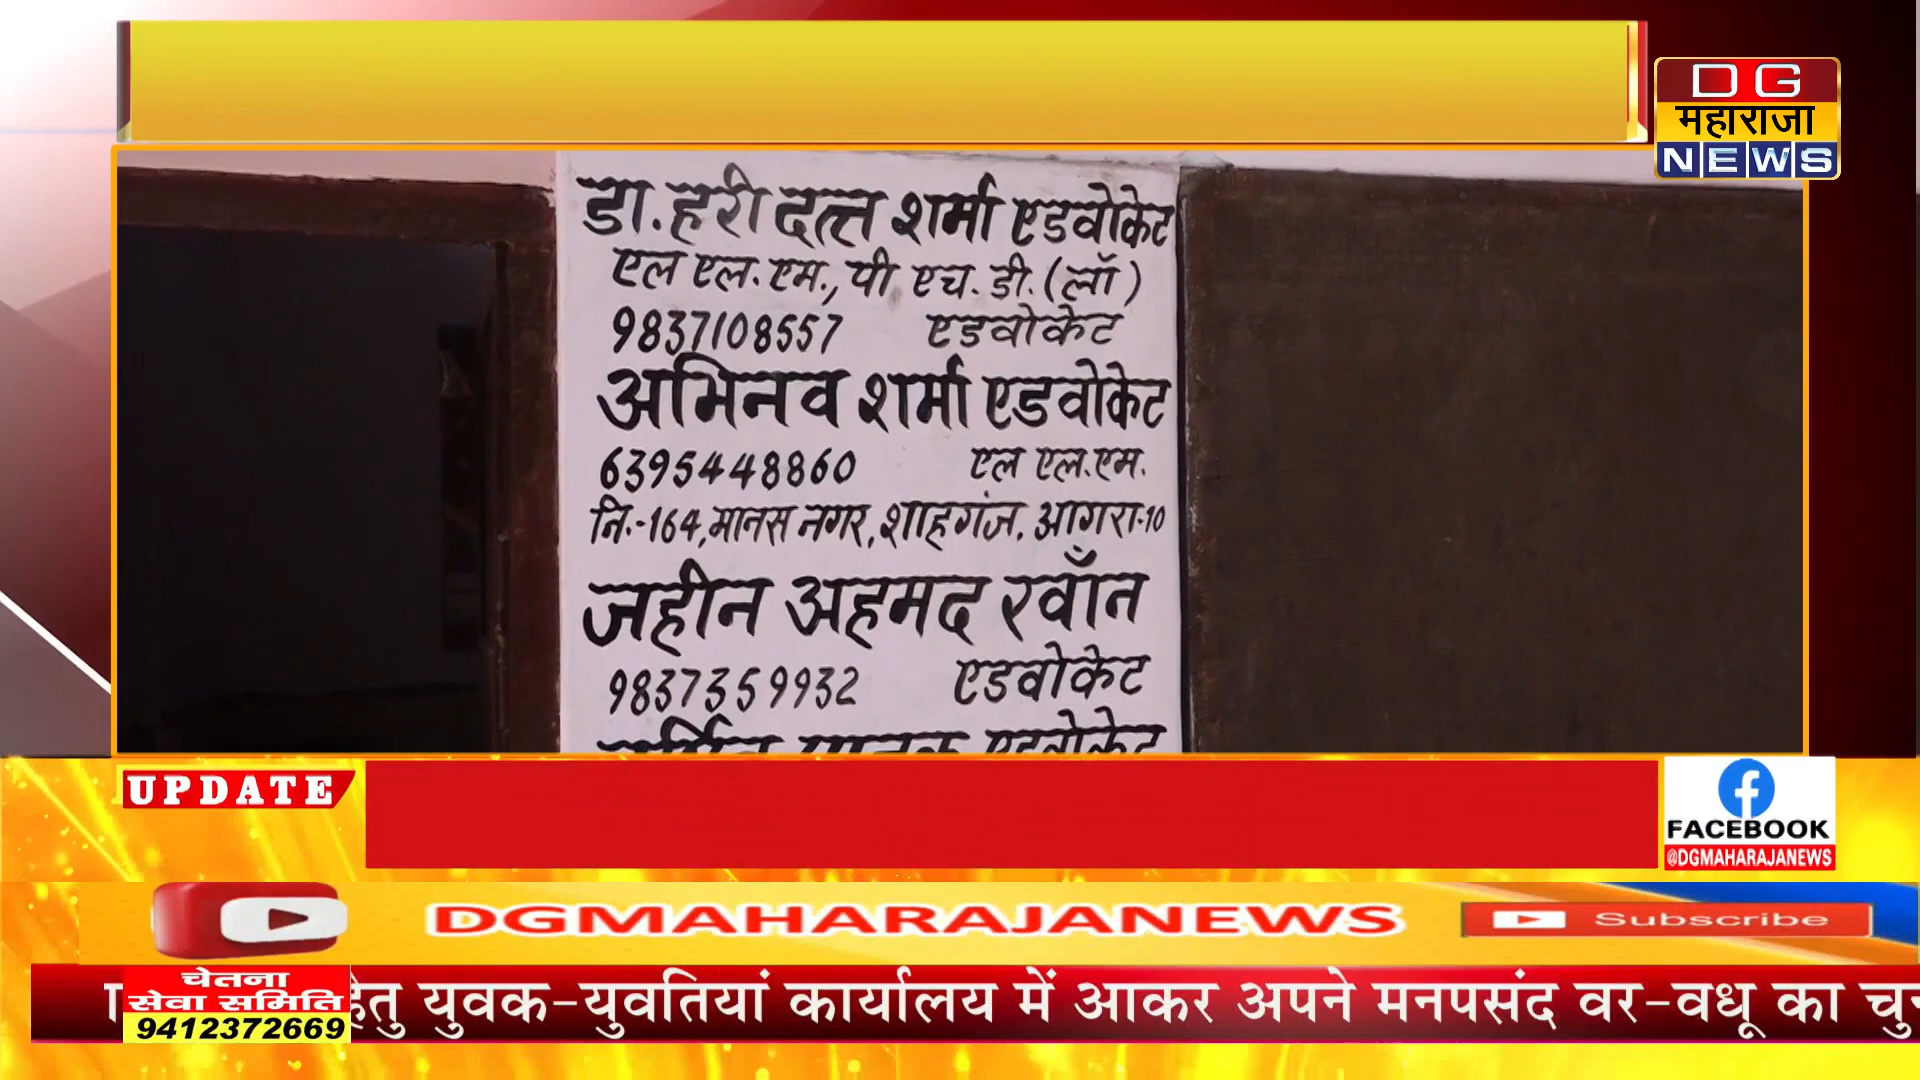 DG
महाराजा
NEWS
डा.हरी दत्त शर्मा एडवोकेट
एल एल.एम., पी एच.डी.(लॉ)
9837108557 एडवोकेट
अभिनव शर्मा एडवोकेट
6395448860 एल एल.एम.
नि.-164,मानस नगर,शाहगंज,आगरा-10
जहीन अहमद खाँन
9837359932 एडवोकेट
एडवोकेट
UPDATE
FACEBOOK
@DGMAHARAJANEWS
DGMAHARAJANEWS
Subscribe
चेतना
सेवा समिति
9412372669
हेतु युवक-युवतियां कार्यालय में आकर अपने मनपसंद वर-वधू का